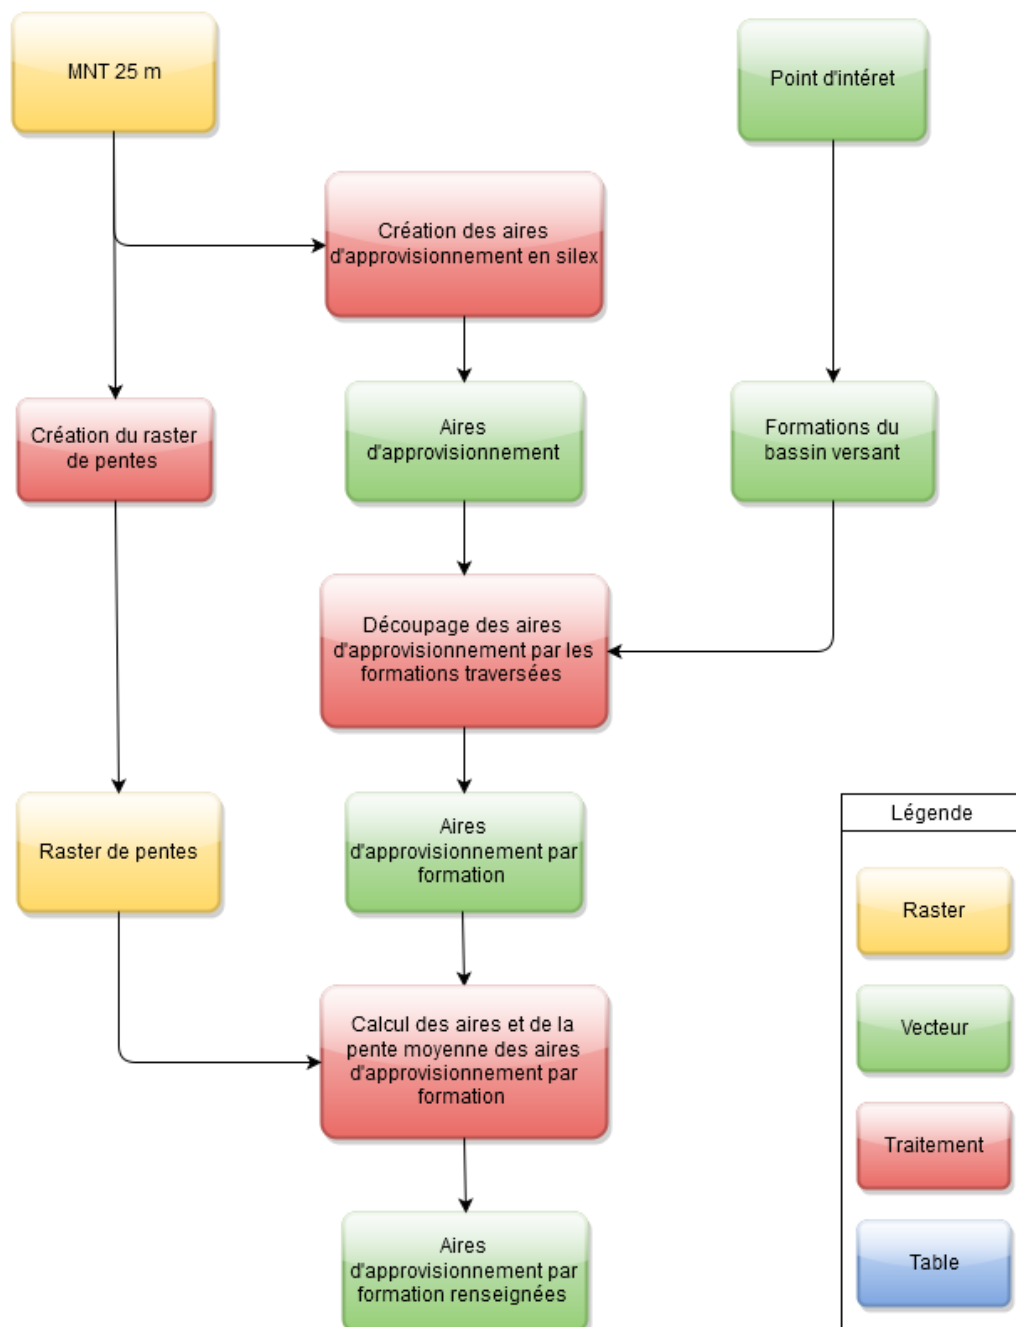 MNT 25 m
Point d'intéret
Création des aires
d'approvisionnement en silex
Création du raster
de pentes
Aires
d'approvisionnement
Formations du
bassin versant
Découpage des aires
d'approvisionnement par les
formations traversées
Raster de pentes
Aires
d'approvisionnement par
formation
Calcul des aires et de la
pente moyenne des aires
d'approvisionnement par
formation
Aires
d'approvisionnement par
formation renseignées
Légende
Raster
Vecteur
Traitement
Table